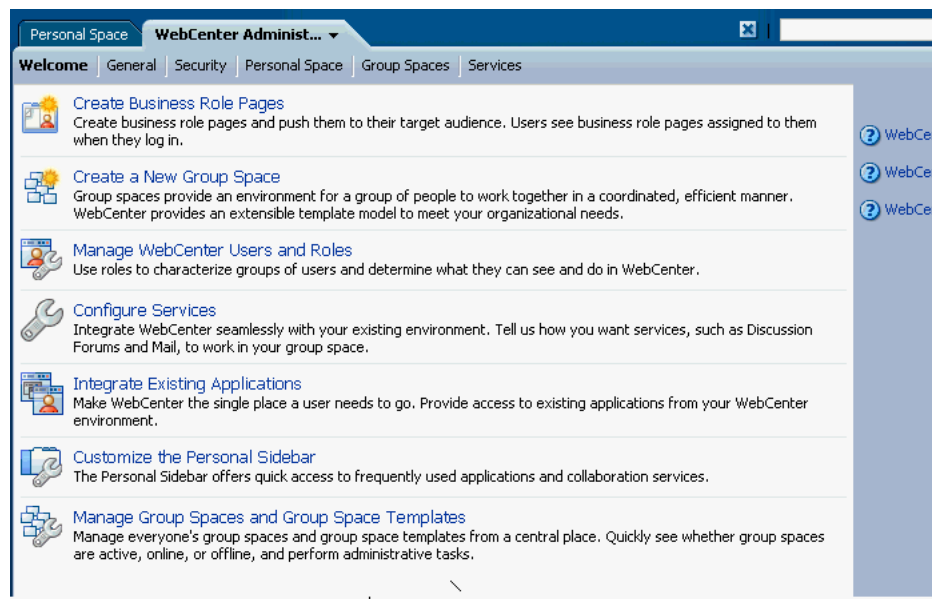 Personal Space WebCenter Administ...
Welcome General Security Personal Space Group Spaces Services
Create Business Role Pages
Create business role pages and push them to their target audience. Users see business role pages assigned to them
when they log in.
Create a New Group Space
Group spaces provide an environment for a group of people to work together in a coordinated, efficient manner.
WebCenter provides an extensible template model to meet your organizational needs.
Manage WebCenter Users and Roles
Use roles to characterize groups of users and determine what they can see and do in WebCenter.
Configure Services
Integrate WebCenter seamlessly with your existing environment. Tell us how you want services, such as Discussion
Forums and Mail, to work in your group space.
Integrate Existing Applications
Make WebCenter the single place a user needs to go. Provide access to existing applications from your WebCenter
environment.
Customize the Personal Sidebar
The Personal Sidebar offers quick access to frequently used applications and collaboration services.
Manage Group Spaces and Group Space Templates
Manage everyone's group spaces and group space templates from a central place. Quickly see whether group spaces
are active, online, or offline, and perform administrative tasks.
WebCe
WebCe
WebCe